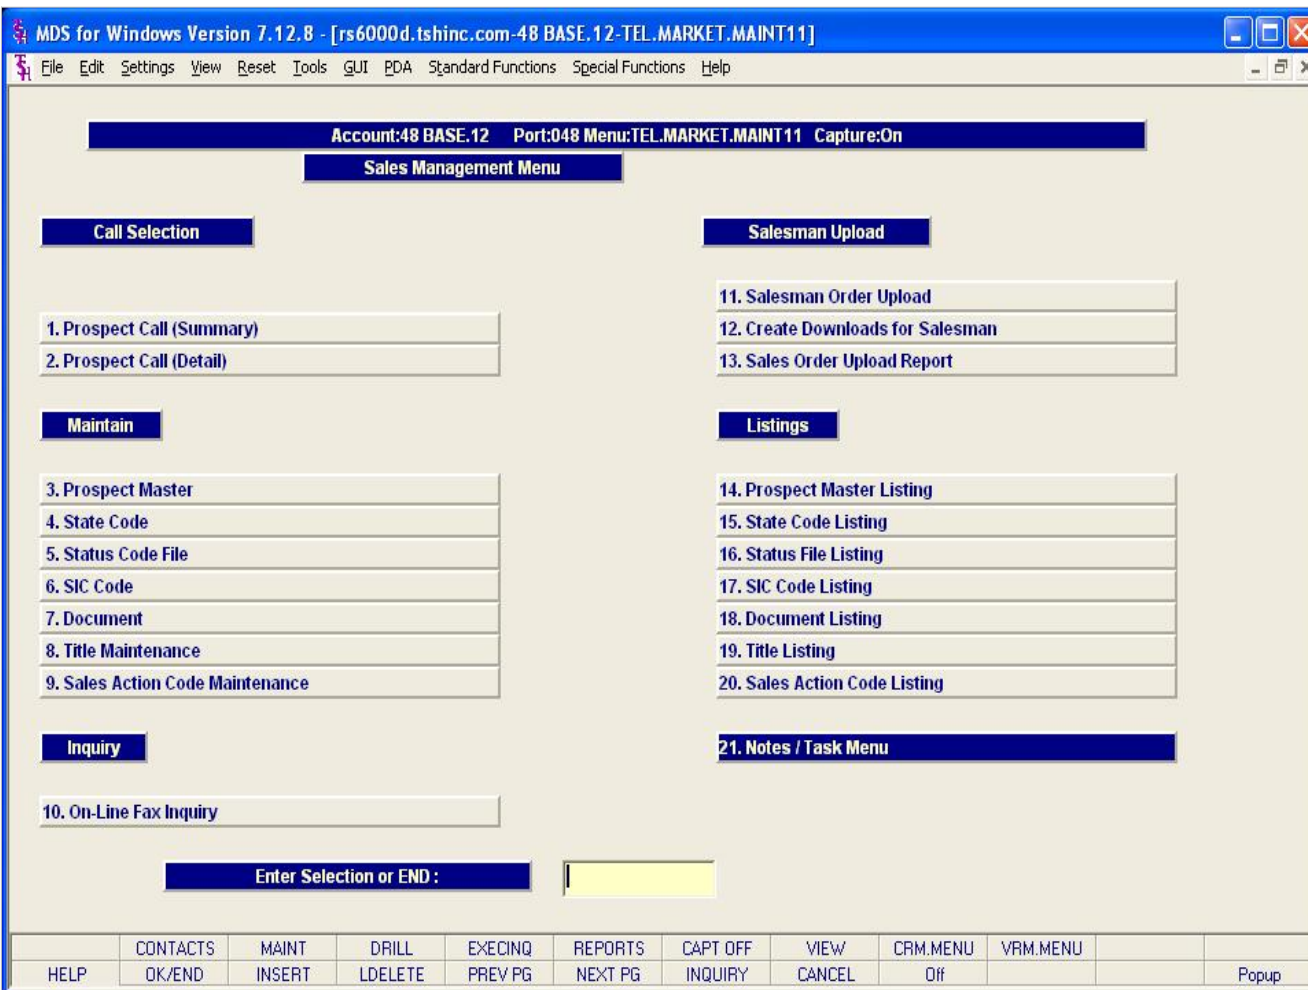 MDS for Windows Version 7.12.8 - [rs6000d.tshinc.com-48 BASE.12-TEL.MARKET.MAINT11]
File Edit Settings View Reset Tools GUI PDA Standard Functions Special Functions Help
Account:48 BASE.12 Port:048 Menu:TEL.MARKET.MAINT11 Capture:On
Sales Management Menu
Call Selection
1. Prospect Call (Summary)
2. Prospect Call (Detail)
Maintain
3. Prospect Master
4. State Code
5. Status Code File
6. SIC Code
7. Document
8. Title Maintenance
9. Sales Action Code Maintenance
Inquiry
10. On-Line Fax Inquiry
Salesman Upload
11. Salesman Order Upload
12. Create Downloads for Salesman
13. Sales Order Upload Report
Listings
14. Prospect Master Listing
15. State Code Listing
16. Status File Listing
17. SIC Code Listing
18. Document Listing
19. Title Listing
20. Sales Action Code Listing
21. Notes / Task Menu
Enter Selection or END :
CONTACTS MAINT DRILL EXECINQ REPORTS CAPT OFF VIEW CRM.MENU VRM.MENU
HELP OK/END INSERT LDELETE PREV PG NEXT PG INQUIRY CANCEL Off Popup